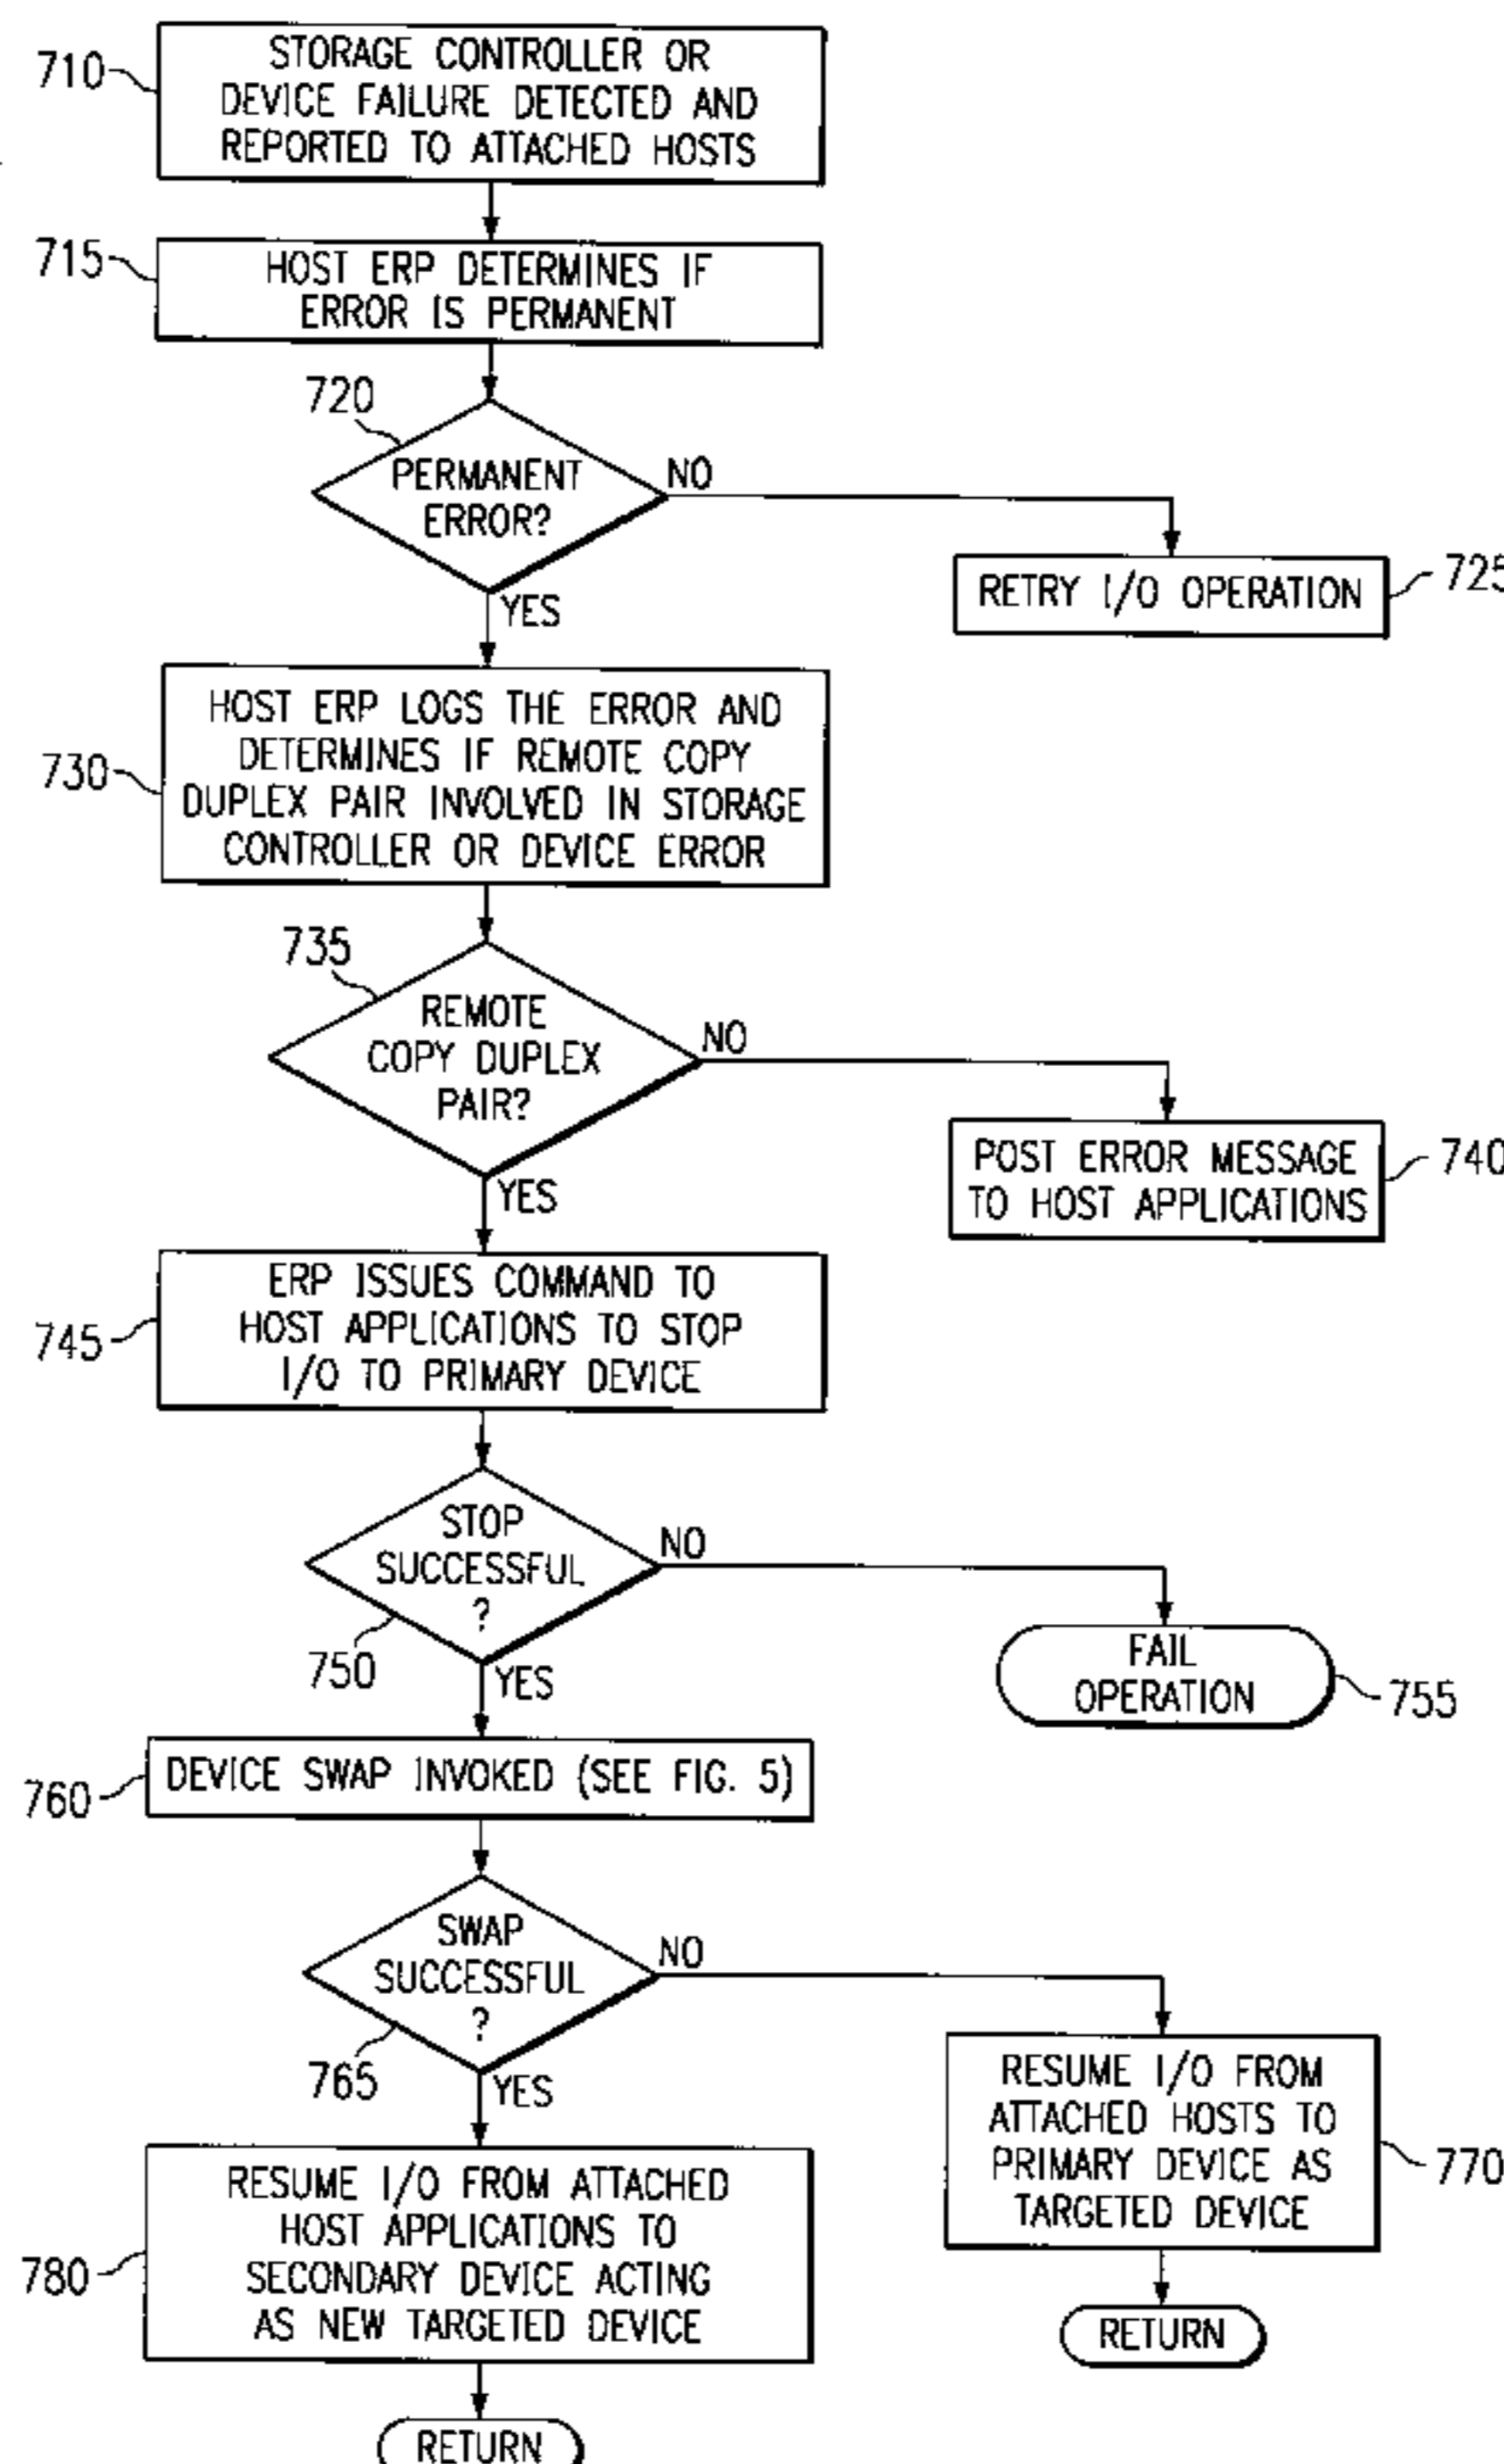 710
STORAGE CONTROLLER OR
DEVICE FAILURE DETECTED AND
REPORTED TO ATTACHED HOSTS
715
HOST ERP DETERMINES IF
ERROR IS PERMANENT
720
PERMANENT
ERROR?
NO
YES
RETRY I/O OPERATION
725
730
HOST ERP LOGS THE ERROR AND
DETERMINES IF REMOTE COPY
DUPLEX PAIR INVOLVED IN STORAGE
CONTROLLER OR DEVICE ERROR
735
REMOTE
COPY DUPLEX
PAIR?
NO
YES
POST ERROR MESSAGE
TO HOST APPLICATIONS
740
745
ERP ISSUES COMMAND TO
HOST APPLICATIONS TO STOP
I/O TO PRIMARY DEVICE
STOP
SUCCESSFUL
?
750
NO
YES
FAIL
OPERATION
755
760
DEVICE SWAP INVOKED (SEE FIG. 5)
SWAP
SUCCESSFUL
?
765
NO
YES
RESUME I/O FROM
ATTACHED HOSTS TO
PRIMARY DEVICE AS
TARGETED DEVICE
770
RETURN
780
RESUME I/O FROM ATTACHED
HOST APPLICATIONS TO
SECONDARY DEVICE ACTING
AS NEW TARGETED DEVICE
RETURN